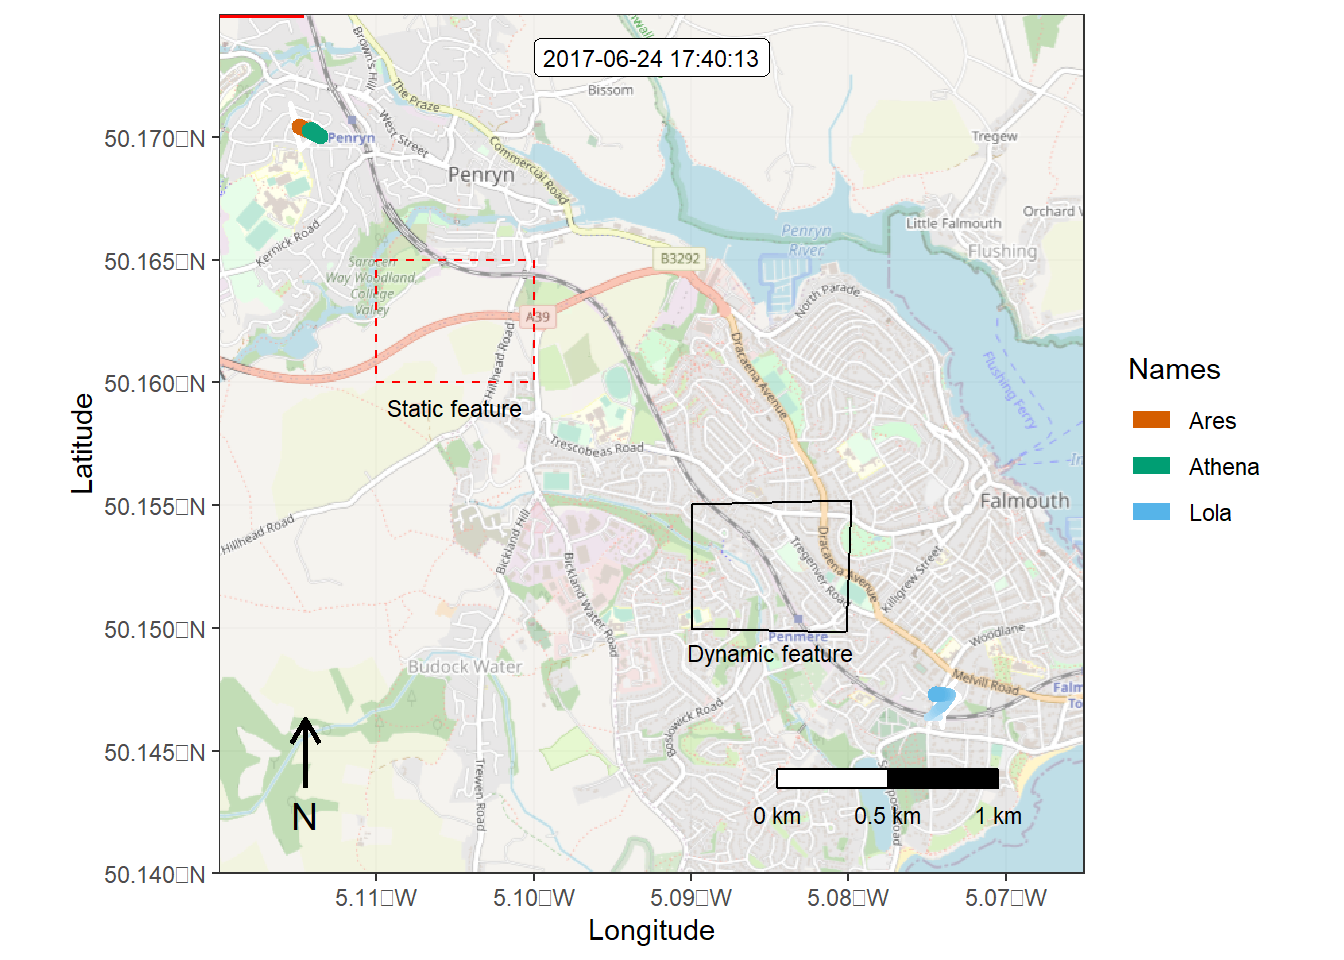 2017-06-24 17:40:13
Brown's Hill
The Praze
West Street
Commercial Road
Bissom
Tregew
Penryn
Penryn
Little Falmouth
Orchard
Flushing
Penryn
River
Kernick Road
Saracen
Way Woodland,
College
Valley
B3292
A39
North Parade
Hillhead Road
Static feature
Dracaena Avenue
Flushing Ferry
Trescobeas Road
Falmouth
Hillhead Road
Bickland Hill
Bickland Water Road
Tregenver Road
Dracaena Avenue
Killigrew Street
Woodlane
Penmere
Dynamic feature
Budock Water
Melvill Road
Boslowick Road
Trewen Road
N
0 km
0.5 km
1 km
50.170□N
50.165□N
50.160□N
50.155□N
50.150□N
50.145□N
50.140□N
5.11□W
5.10□W
5.09□W
5.08□W
5.07□W
Longitude
Latitude
Names
Ares
Athena
Lola